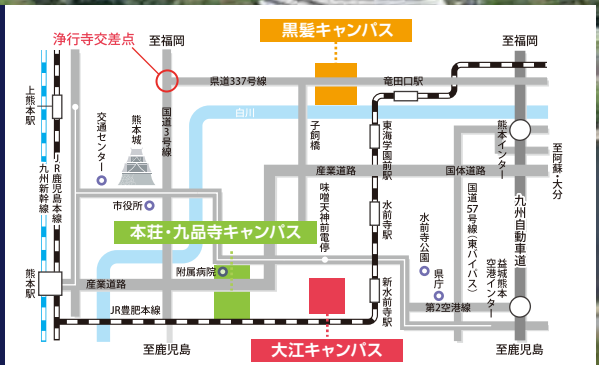 黒髪キャンパス
浄行寺交差点
至福岡
至福岡
県道337号線
竜田口駅
上熊本駅
交通センター
熊本城
国道3号線
白川
子飼橋
東海学園前駅
熊本インター
至阿蘇・大分
JR鹿児島本線
九州新幹線
産業道路
国体道路
市役所
味噌天神前電停
水前寺駅
水前寺公園
国道57号線(東バイパス)
九州自動車道
本荘・九品寺キャンパス
附属病院
県庁
益城熊本空港インター
熊本駅
産業道路
新水前寺駅
第2空港線
JR豊肥本線
至鹿児島
大江キャンパス
至鹿児島